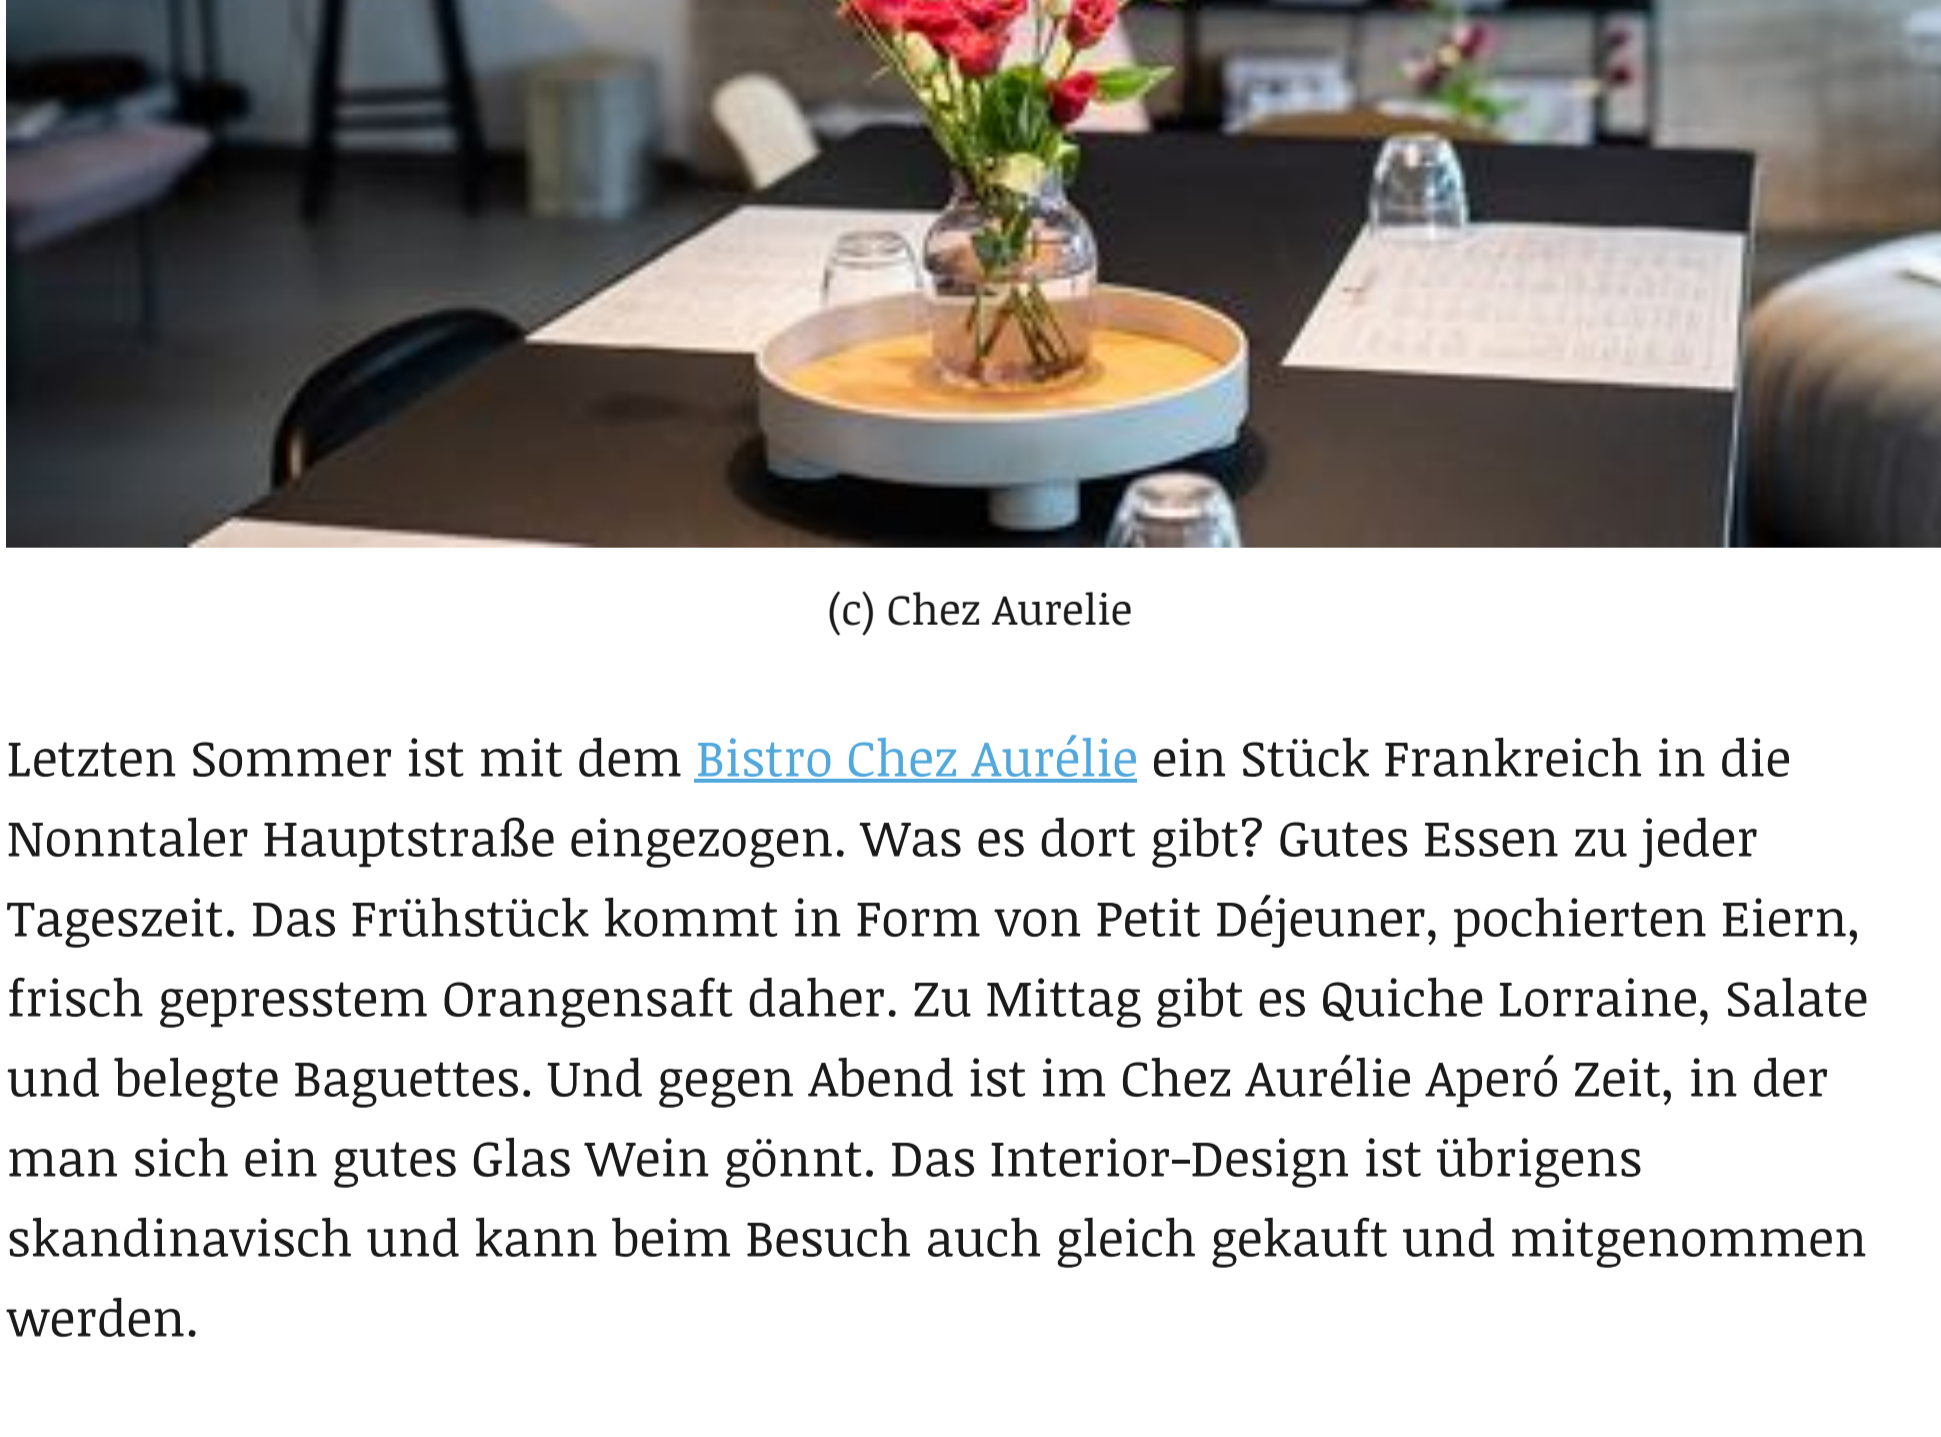 (c) Chez Aurelie
Letzten Sommer ist mit dem Bistro Chez Aurélie ein Stück Frankreich in die
Nonntaler Hauptstraße eingezogen. Was es dort gibt? Gutes Essen zu jeder
Tageszeit. Das Frühstück kommt in Form von Petit Déjeuner, pochierten Eiern,
frisch gepresstem Orangensaft daher. Zu Mittag gibt es Quiche Lorraine, Salate
und belegte Baguettes. Und gegen Abend ist im Chez Aurélie Aperó Zeit, in der
man sich ein gutes Glas Wein gönnt. Das Interior-Design ist übrigens
skandinavisch und kann beim Besuch auch gleich gekauft und mitgenommen
werden.